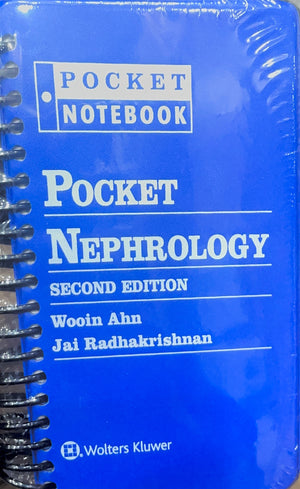 POCKET
NOTEBOOK
POCKET
NEPHROLOGY
SECOND EDITION
Wooin Ahn
Jai Radhakrishnan
Wolters Kluwer